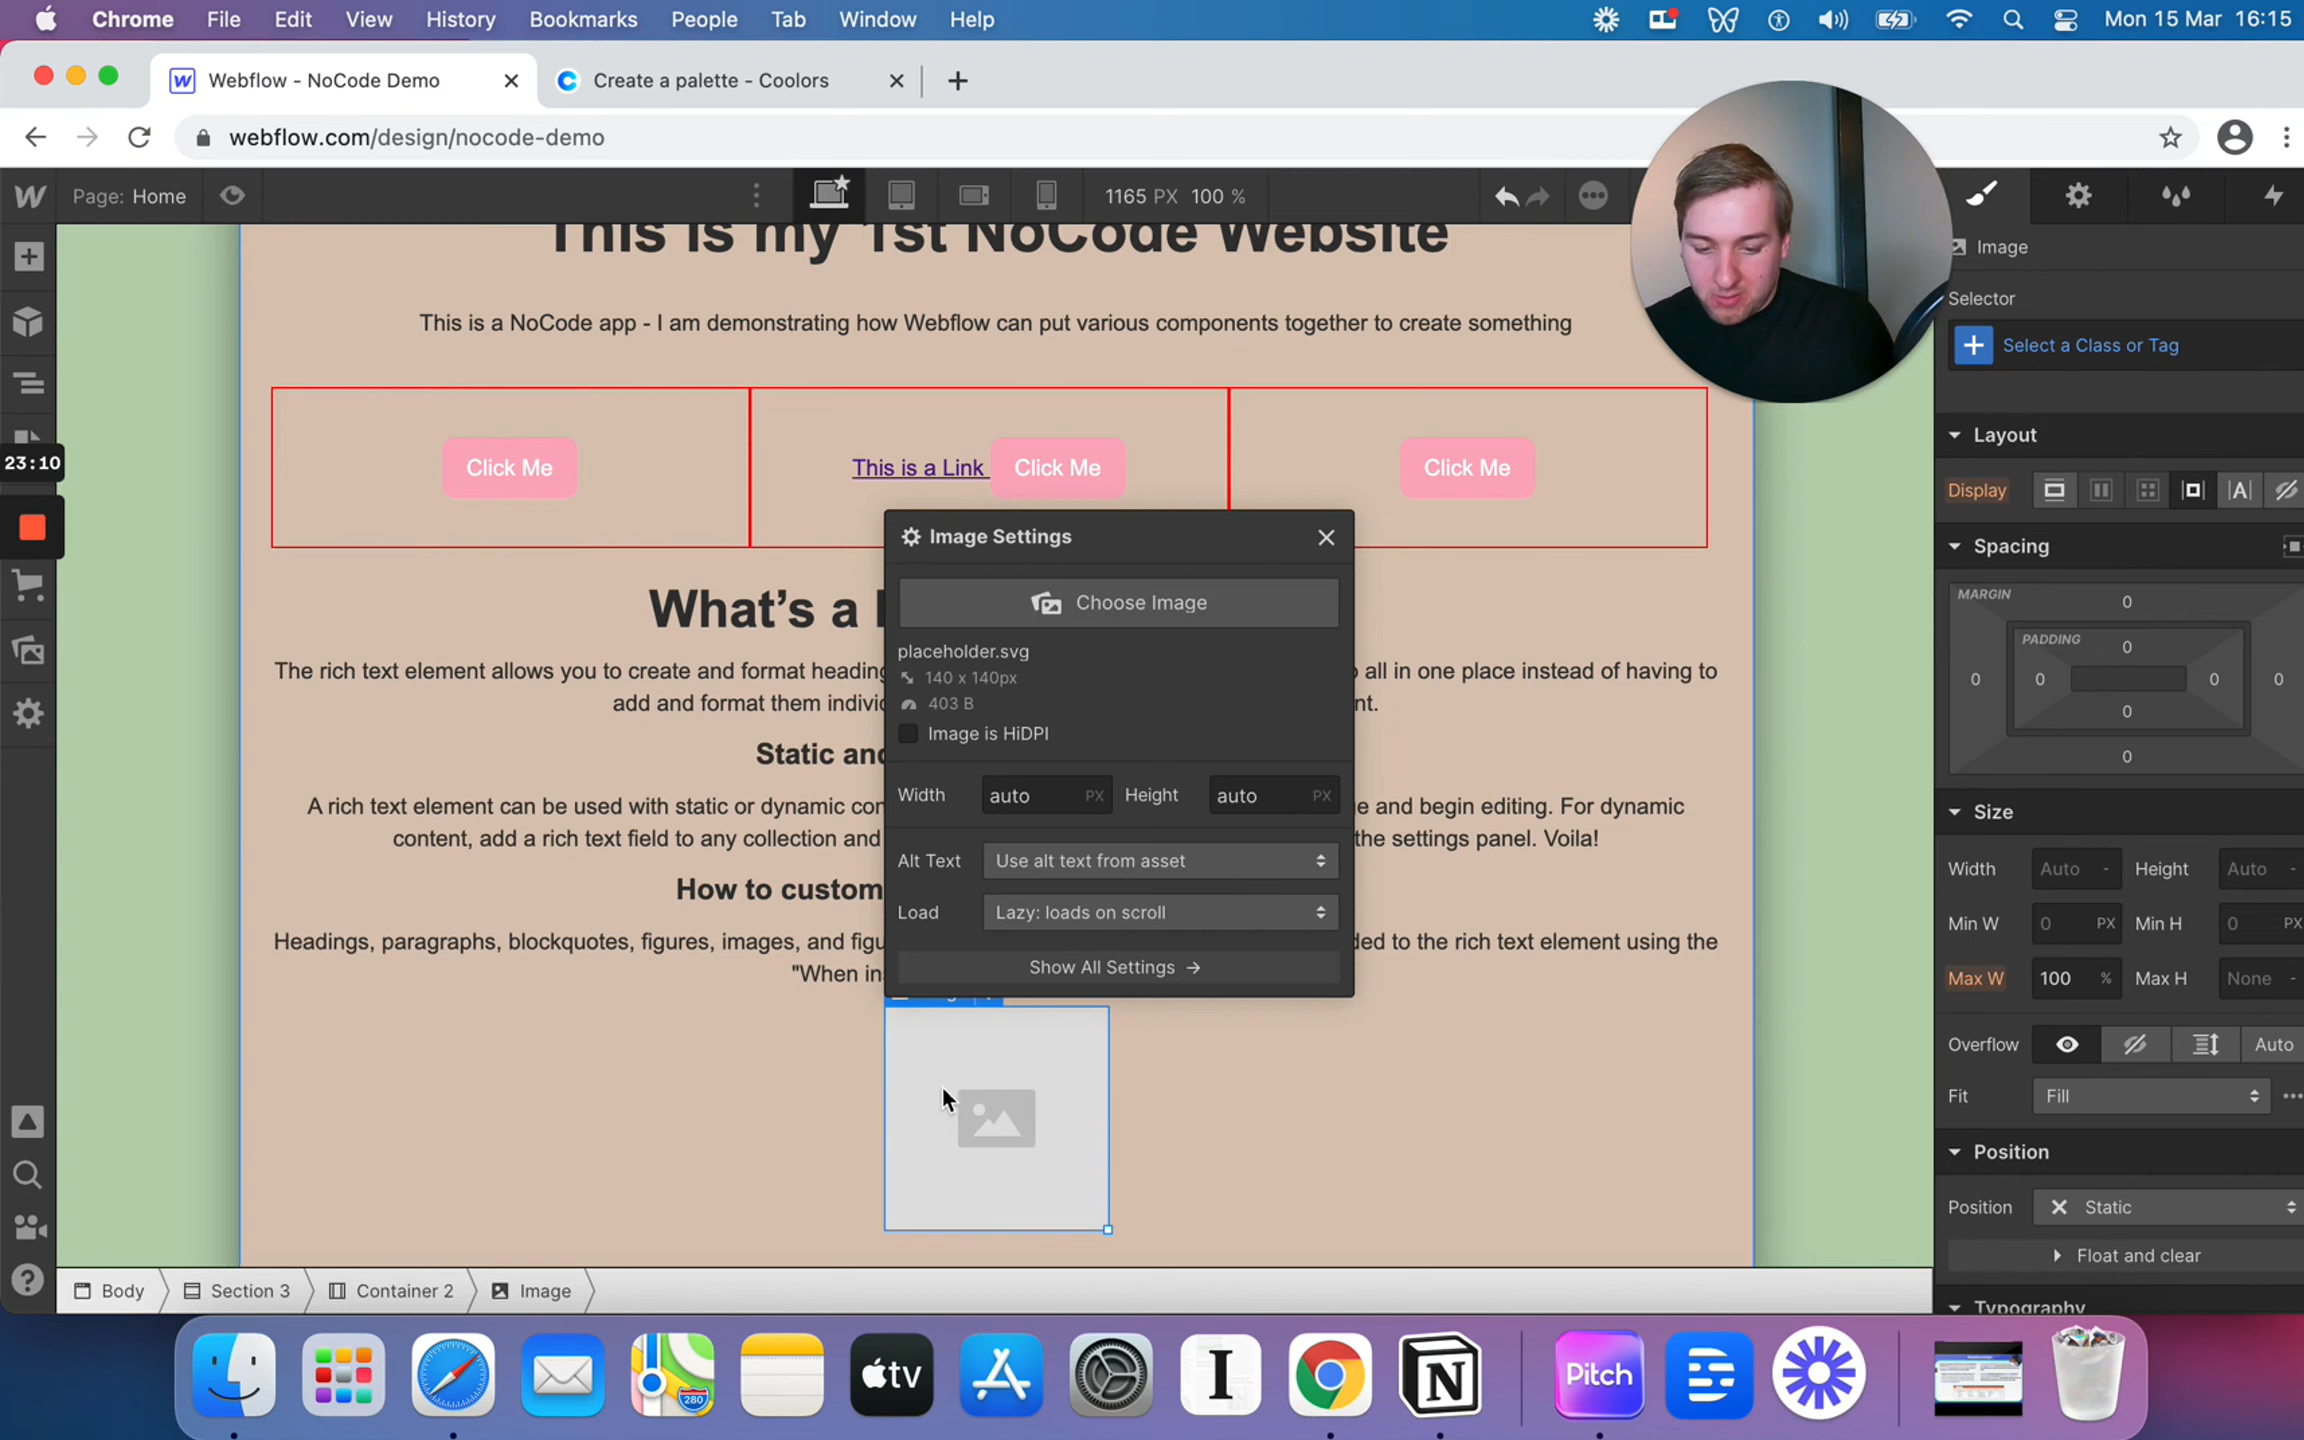 Chrome File Edit View History Bookmarks People Tab Window Help Mon 15 Mar 16:15
Webflow - NoCode Demo
Create a palette - Coolors
webflow.com/design/nocode-demo
Page: Home
1165 PX 100 %
This is my 1st NoCode Website
This is a NoCode app - I am demonstrating how Webflow can put various components together to create something
Click Me
This is a Link
Click Me
Click Me
23:10
What’s a
The rich text element allows you to create and format heading
all in one place instead of having to
add and format them
nt.
Static and
A rich text element can be used with static or dynamic con
e and begin editing. For dynamic
content, add a rich text field to any collection and
the settings panel. Voila!
How to custom
Headings, paragraphs, blockquotes, figures, images, and figu
ded to the rich text element using the
"When in
Image Settings
Choose Image
placeholder.svg
140 x 140px
403 B
Image is HiDPI
Width auto PX Height auto PX
Alt Text Use alt text from asset
Load Lazy: loads on scroll
Show All Settings →
Body Section 3 Container 2 Image
Image
Selector
Select a Class or Tag
Layout
Display
Spacing
MARGIN
0
PADDING
0
0 0 0 0
0
0
Size
Width Auto - Height Auto -
Min W 0 PX Min H 0 PX
Max W 100 % Max H None -
Overflow Auto
Fit Fill
Position
Position Static
Float and clear
Typography
280
tv
Pitch